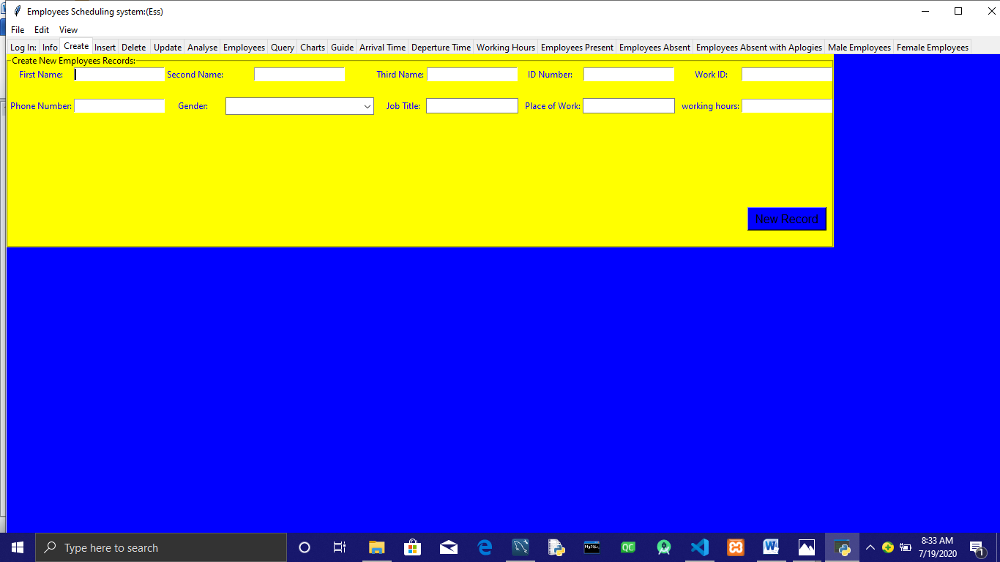 Employees Scheduling system:(Ess)
File Edit View
Log In: Info Create Insert Delete Update Analyse Employees Query Charts Guide Arrival Time Deperture Time Working Hours Employees Present Employees Absent Employees Absent with Aplogies Male Employees Female Employees
Create New Employees Records:
First Name: Second Name: Third Name: ID Number: Work ID:
Phone Number: Gender: Job Title: Place of Work: working hours:
New Record
Type here to search
MySQL
QC
8:33 AM
7/19/2020
1